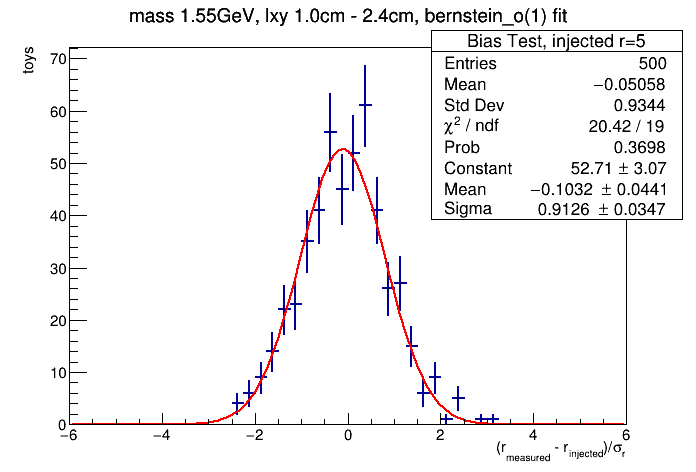 mass 1.55GeV, lxy 1.0cm - 2.4cm, bernstein_o(1) fit
toys
Bias Test, injected r=5
Entries 500
Mean −0.05058
Std Dev 0.9344
χ² / ndf 20.42 / 19
Prob 0.3698
Constant 52.71 ± 3.07
Mean −0.1032 ± 0.0441
Sigma 0.9126 ± 0.0347
70
60
50
40
30
20
10
0
−6 −4 −2 0 2 4 6
(r_measured - r_injected)/σ_r